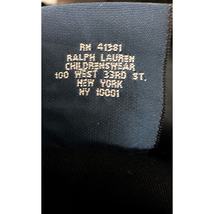 RN 41381
RALPH LAUREN
CHILDRENSWEAR
100 WEST 33RD ST.
NEW YORK
NY 10001